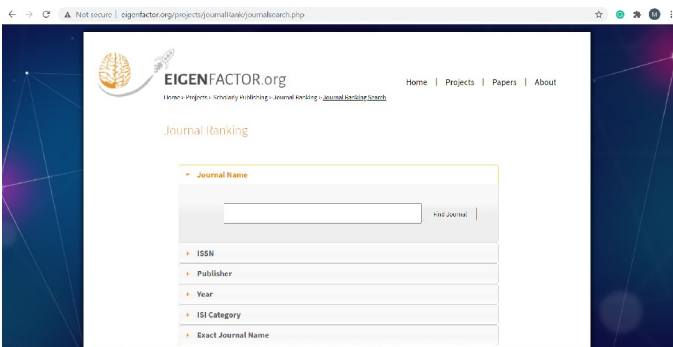 Not secure | eigenfactor.org/projects/journalRank/journalsearch.php
M
EIGENFACTOR.org
Home | Projects | Papers | About
Home > Projects > Scholarly Publishing > Journal Ranking > Journal Ranking Search
Journal Ranking
Journal Name
Find Journal
ISSN
Publisher
Year
ISI Category
Exact Journal Name